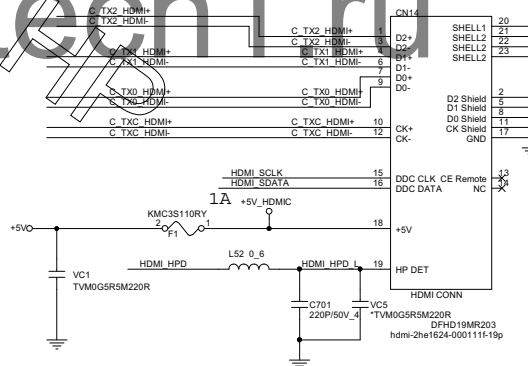 tecn1.ru
CN14
C_TX2_HDMI+
C_TX2_HDMI-
C_TX2_HDMI+ 1 D2+
C_TX2_HDMI- 3 D2-
C_TX1_HDMI+ C_TX1_HDMI+ D1+
C_TX1_HDMI- C_TX1_HDMI- 6 D1-
7 D0+
9 D0-
C_TX0_HDMI+ C_TX0_HDMI+
C_TX0_HDMI- C_TX0_HDMI-
C_TXC_HDMI+ C_TXC_HDMI+ 10 CK+
C_TXC_HDMI- C_TXC_HDMI- 12 CK-
SHELL1 20
SHELL2 21
SHELL2 22
SHELL2 23
D2 Shield 2
D1 Shield 5
D0 Shield 8
CK Shield 11
GND 17
HDMI_SCLK 15 DDC CLK CE Remote 13
HDMI_SDATA 16 DDC DATA NC 14
1A +5V_HDMIC
KMC3S110RY
+5V 2 F1 1 18 +5V
VC1
TVM0G5R5M220R
HDMI_HPD L52 0_6 HDMI_HPD_L 19 HP DET
C701
220P/50V_4
VC5
*TVM0G5R5M220R
HDMI CONN
DFHD19MR203
hdmi-2he1624-000111f-19p